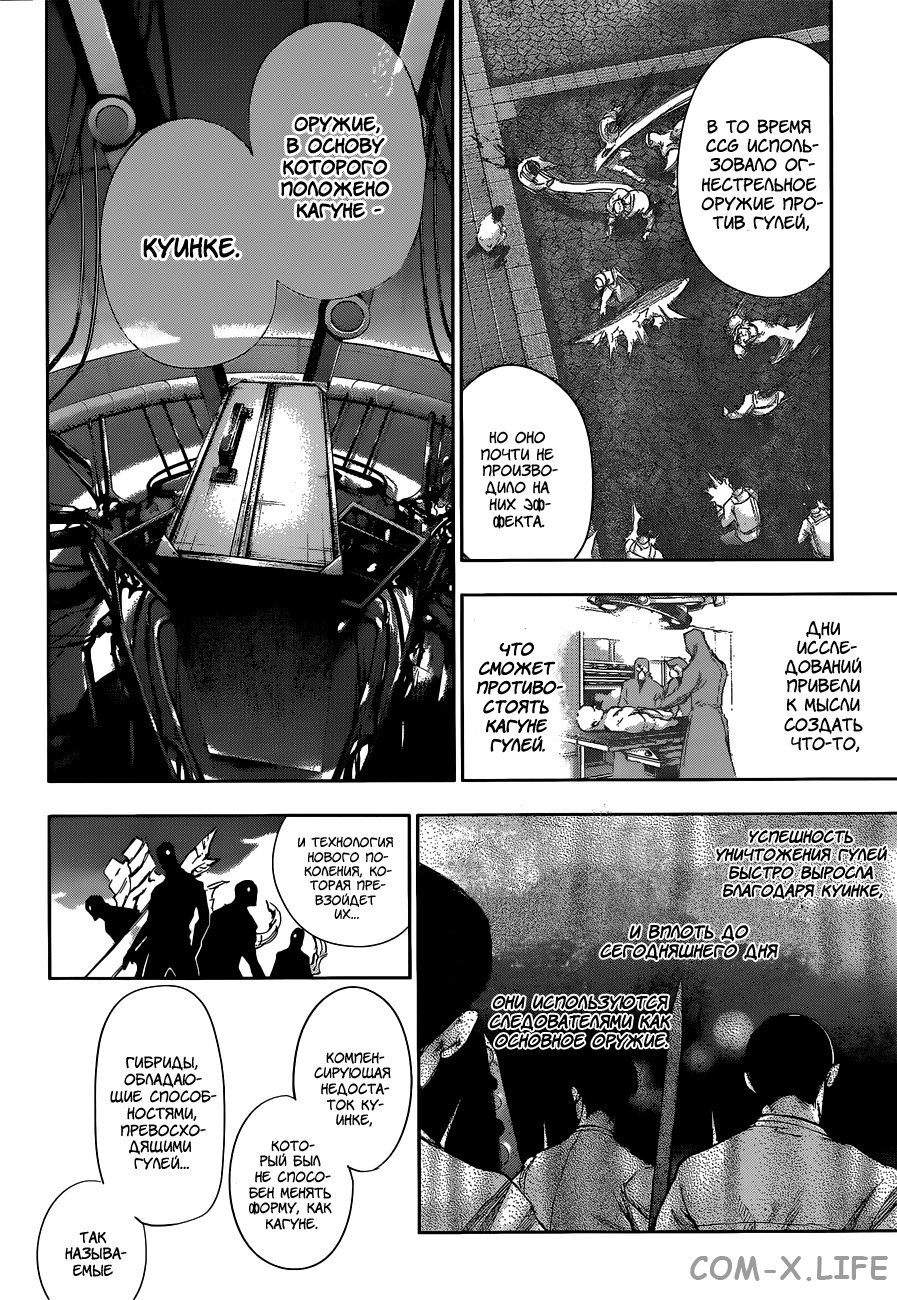 В ТО ВРЕМЯ
CCG ИСПОЛЬ-
ЗОВАЛО ОГ-
НЕСТРЕЛЬНОЕ
ОРУЖИЕ ПРО-
ТИВ ГУЛЕЙ,
НО ОНО
ПОЧТИ НЕ
ПРОИЗВО-
ДИЛО НА
НИХ ЭФ-
ФЕКТА.
ДНИ
ИССЛЕ-
ДОВАНИЙ
ПРИВЕЛИ
К МЫСЛИ
СОЗДАТЬ
ЧТО-ТО,
ЧТО
СМОЖЕТ
ПРОТИВО-
СТОЯТЬ
КАГУНЕ
ГУЛЕЙ.
ОРУЖИЕ,
В ОСНОВУ
КОТОРОГО
ПОЛОЖЕНО
КАГУНЕ -
КУИНКЕ.
УСПЕШНОСТЬ
УНИЧТОЖЕНИЯ ГУЛЕЙ
БЫСТРО ВЫРОСЛА
БЛАГОДАРЯ КУИНКЕ,
И ВПЛОТЬ ДО
СЕГОДНЯШНЕГО ДНЯ
ОНИ ИСПОЛЬЗУЮТСЯ
СЛЕДОВАТЕЛЯМИ КАК
ОСНОВНОЕ ОРУЖИЕ.
И ТЕХНОЛОГИЯ
НОВОГО ПО-
КОЛЕНИЯ, КО-
ТОРАЯ ПРЕВ-
ЗОЙДЕТ
ИХ...
КОМПЕН-
СИРУЮЩАЯ
НЕДОСТА-
ТОК КУ-
ИНКЕ,
КОТО-
РЫЙ БЫЛ
НЕ СПОСО-
БЕН МЕНЯТЬ
ФОРМУ, КАК
КАГУНЕ.
ГИБРИДЫ,
ОБЛАДАЮ-
ЩИЕ СПОСОБ-
НОСТЯМИ,
ПРЕВОСХО-
ДЯЩИМИ
ГУЛЕЙ...
ТАК
НАЗЫВА-
ЕМЫЕ
COM-X.LIFE